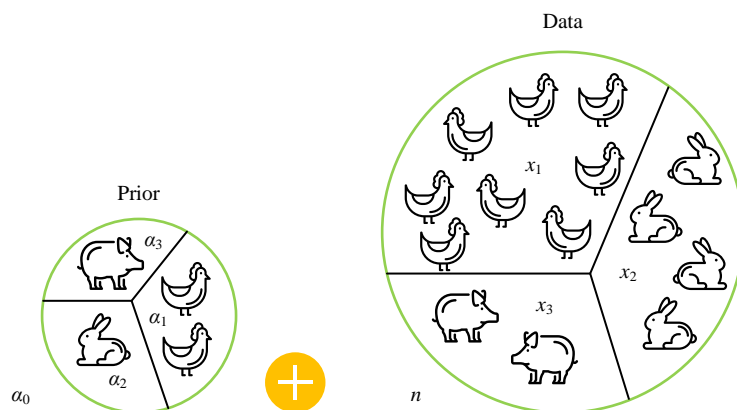 Data
x₁
Prior
α₃
x₂
α₁
x₃
α₂
α₀
n